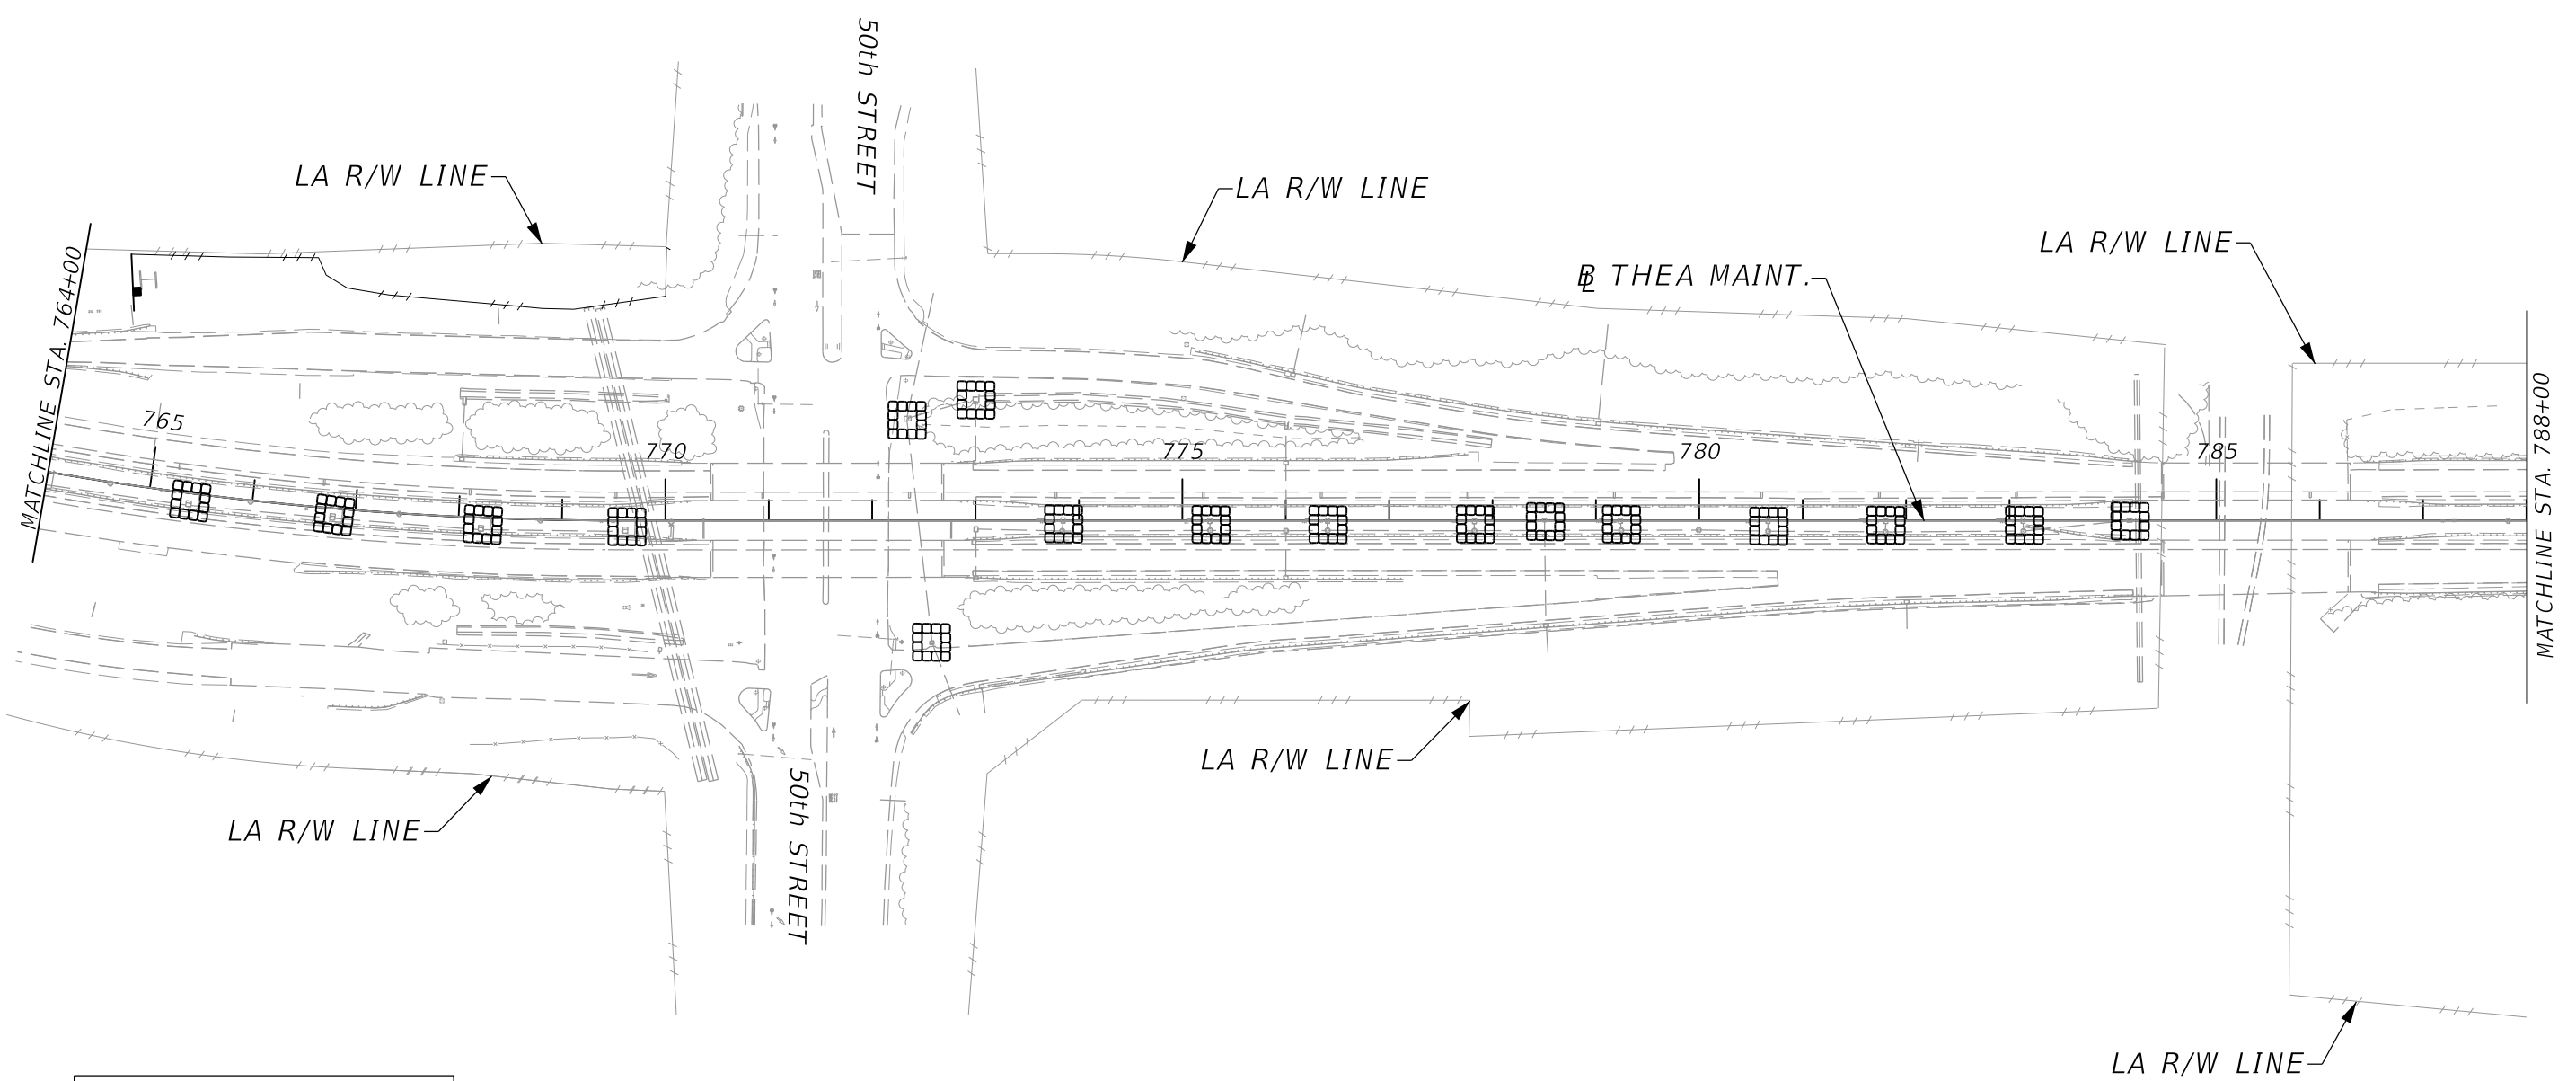 50th STREET
LA R/W LINE
LA R/W LINE
LA R/W LINE
BL THEA MAINT.
MATCHLINE STA. 764+00
765
770
775
780
785
MATCHLINE STA. 788+00
LA R/W LINE
LA R/W LINE
50th STREET
LA R/W LINE